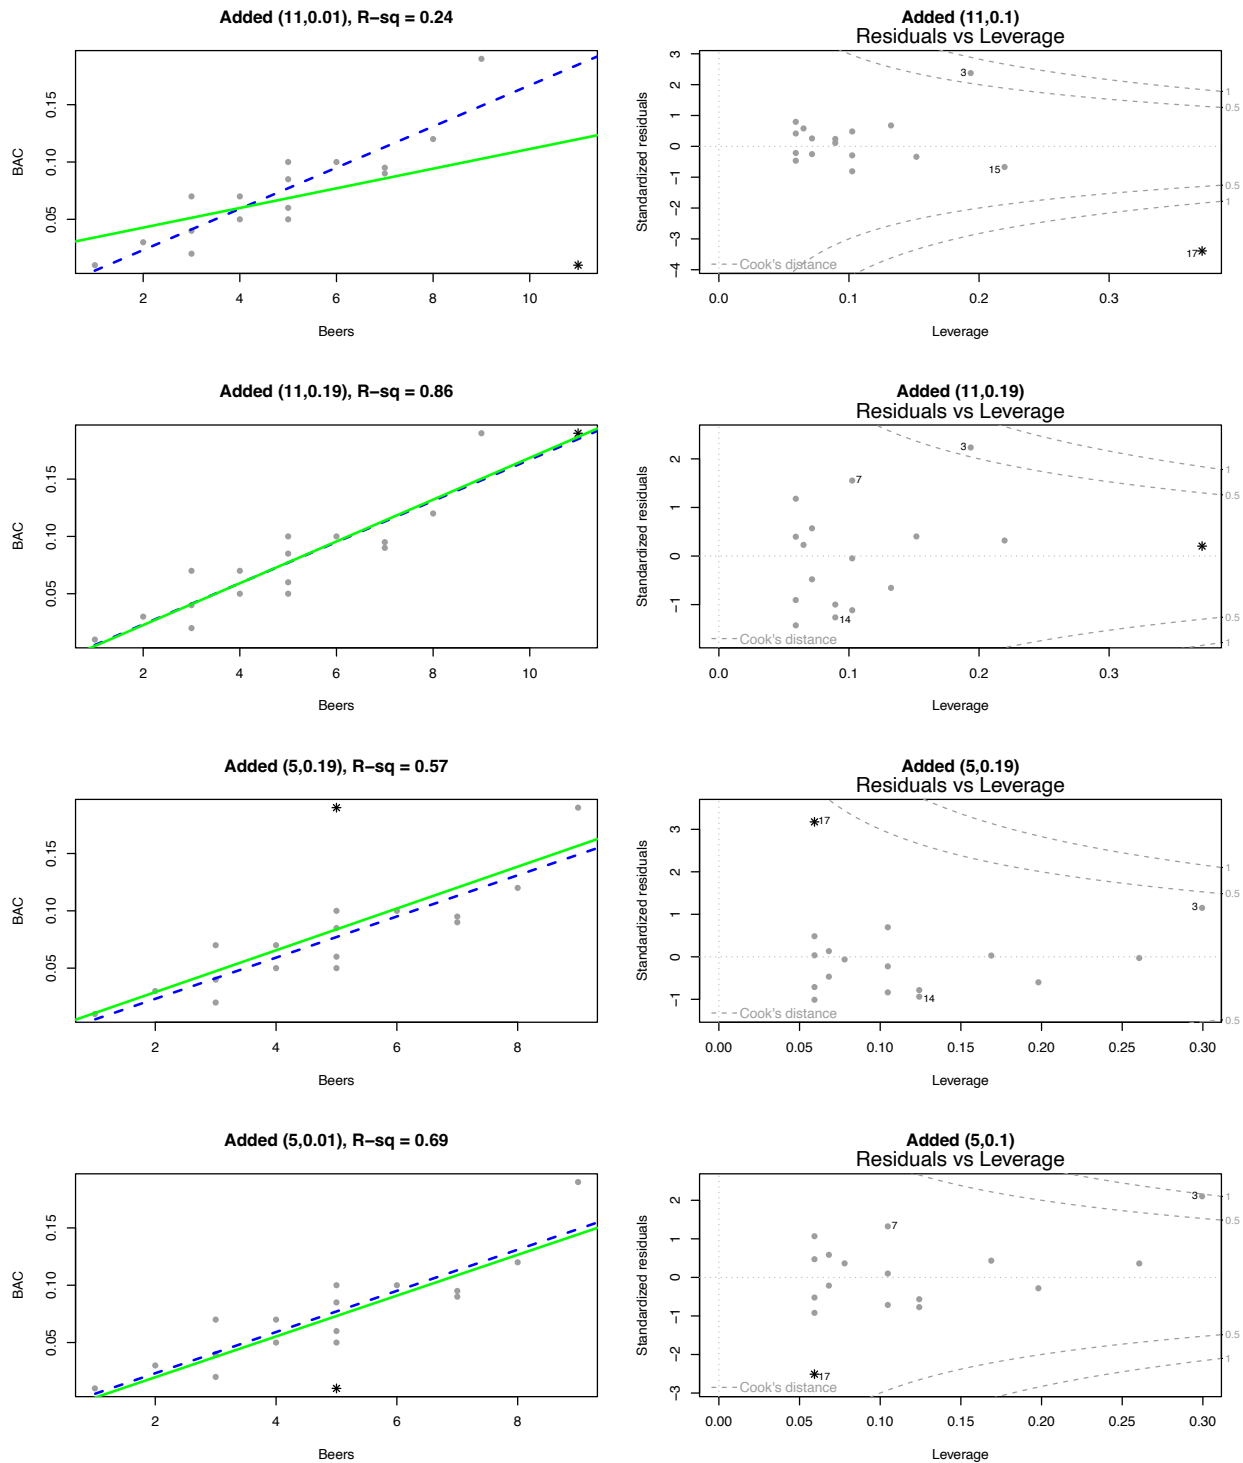 Added (11,0.01), R−sq = 0.24
BAC
0.05 0.10 0.15
2 4 6 8 10
Beers
Added (11,0.1)
Residuals vs Leverage
Standardized residuals
−4 −3 −2 −1 0 1 2 3
3
15
17
1
0.5
0.5
1
Cook's distance
0.0 0.1 0.2 0.3
Leverage
Added (11,0.19), R−sq = 0.86
BAC
0.05 0.10 0.15
2 4 6 8 10
Beers
Added (11,0.19)
Residuals vs Leverage
Standardized residuals
−1 0 1 2
3
7
14
1
0.5
0.5
1
Cook's distance
0.0 0.1 0.2 0.3
Leverage
Added (5,0.19), R−sq = 0.57
BAC
0.05 0.10 0.15
2 4 6 8
Beers
Added (5,0.19)
Residuals vs Leverage
Standardized residuals
−1 0 1 2 3
17
3
14
1
0.5
0.5
Cook's distance
0.00 0.05 0.10 0.15 0.20 0.25 0.30
Leverage
Added (5,0.01), R−sq = 0.69
BAC
0.05 0.10 0.15
2 4 6 8
Beers
Added (5,0.1)
Residuals vs Leverage
Standardized residuals
−3 −2 −1 0 1 2
3
7
17
1
0.5
0.5
1
Cook's distance
0.00 0.05 0.10 0.15 0.20 0.25 0.30
Leverage